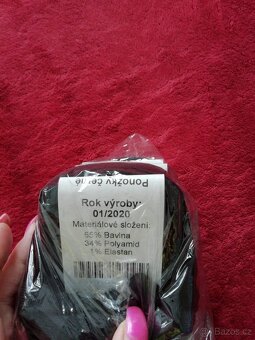 Ponožky černé
Rok výroby:
01/2020
Materiálové složení:
65% Bavlna
34% Polyamid
1% Elastan
Bazos.cz